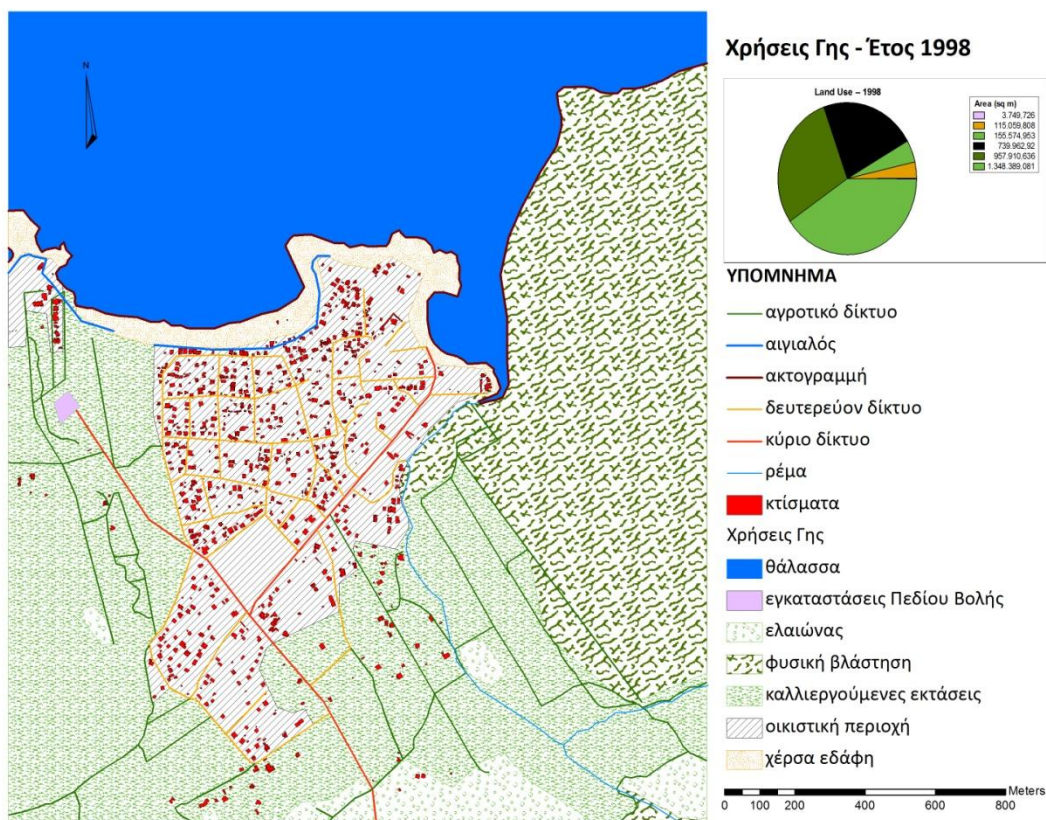 Χρήσεις Γης - Έτος 1998
N
Land Use – 1998
Area (sq m)
3.749,726
115.059,808
155.574,953
739.962,92
957.910,636
1.348.389,081
ΥΠΟΜΝΗΜΑ
αγροτικό δίκτυο
αιγιαλός
ακτογραμμή
δευτερεύον δίκτυο
κύριο δίκτυο
ρέμα
κτίσματα
Χρήσεις Γης
θάλασσα
εγκαταστάσεις Πεδίου Βολής
ελαιώνας
φυσική βλάστηση
καλλιεργούμενες εκτάσεις
οικιστική περιοχή
χέρσα εδάφη
Meters
0 50 100 200 400 600 800